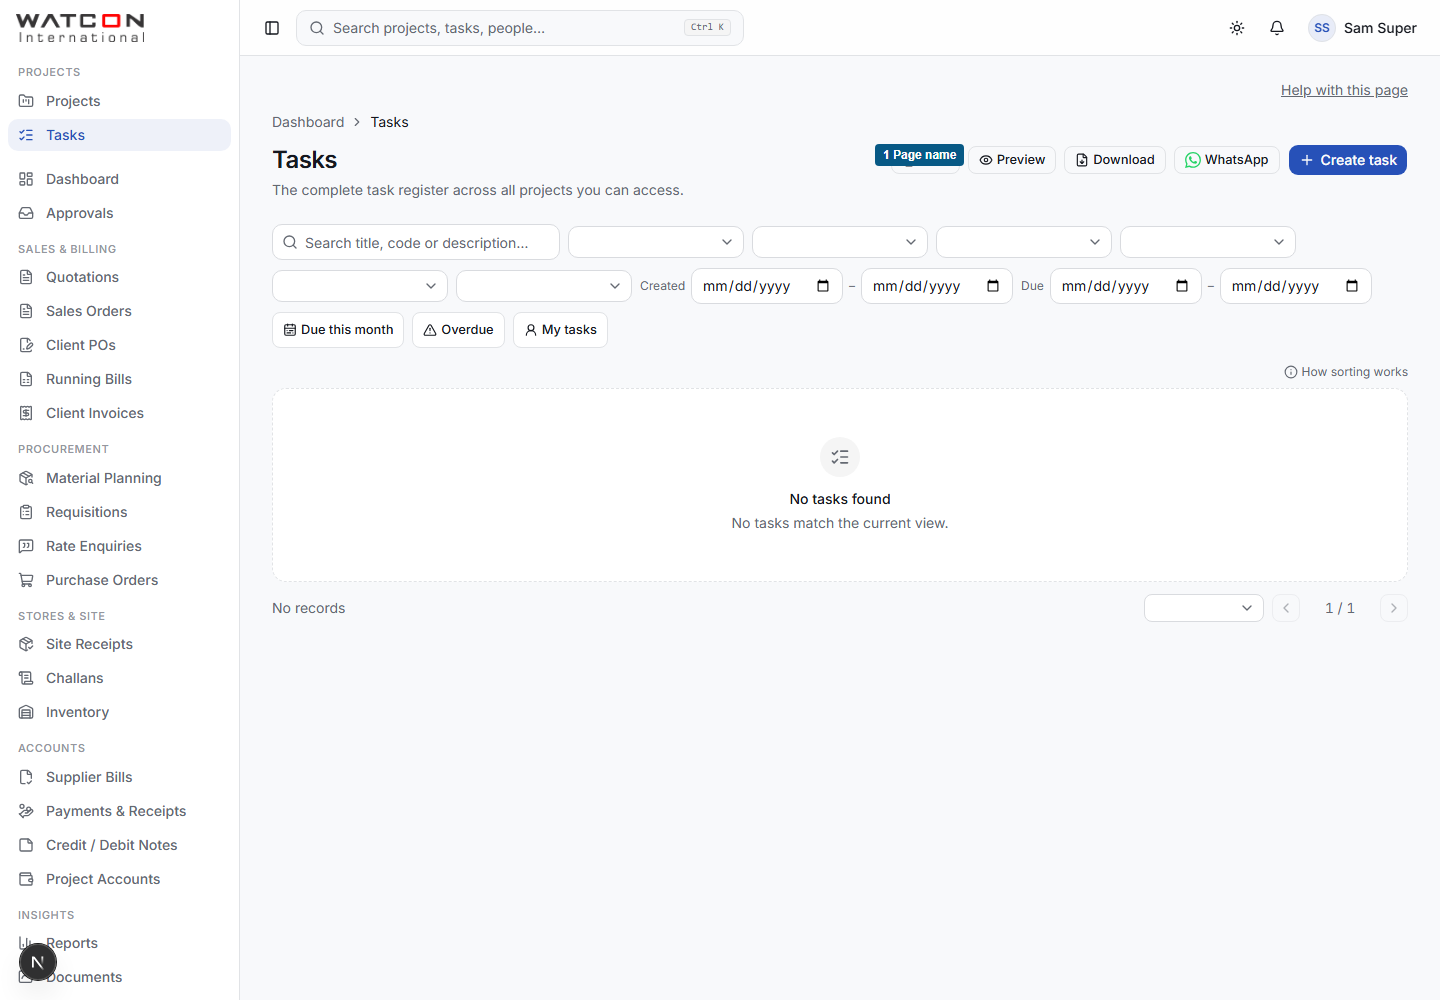 WATCON
International
Search projects, tasks, people...
Ctrl K
SS
Sam Super
PROJECTS
Projects
Tasks
Dashboard
Approvals
SALES & BILLING
Quotations
Sales Orders
Client POs
Running Bills
Client Invoices
PROCUREMENT
Material Planning
Requisitions
Rate Enquiries
Purchase Orders
STORES & SITE
Site Receipts
Challans
Inventory
ACCOUNTS
Supplier Bills
Payments & Receipts
Credit / Debit Notes
Project Accounts
INSIGHTS
Reports
Documents
N
Help with this page
Dashboard > Tasks
Tasks
1 Page name
Preview
Download
WhatsApp
+ Create task
The complete task register across all projects you can access.
Search title, code or description...
Created mm/dd/yyyy – mm/dd/yyyy Due mm/dd/yyyy – mm/dd/yyyy
Due this month
Overdue
My tasks
How sorting works
No tasks found
No tasks match the current view.
No records
1 / 1